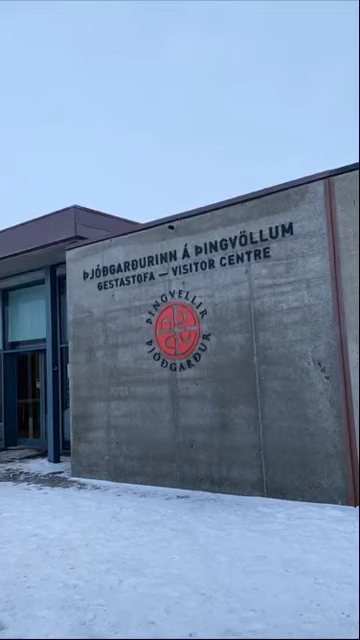 ÞJÓÐGARÐURINN Á ÞINGVÖLLUM
GESTASTOFA — VISITOR CENTRE
ÞINGVELLIR
ÞJÓÐGARÐUR